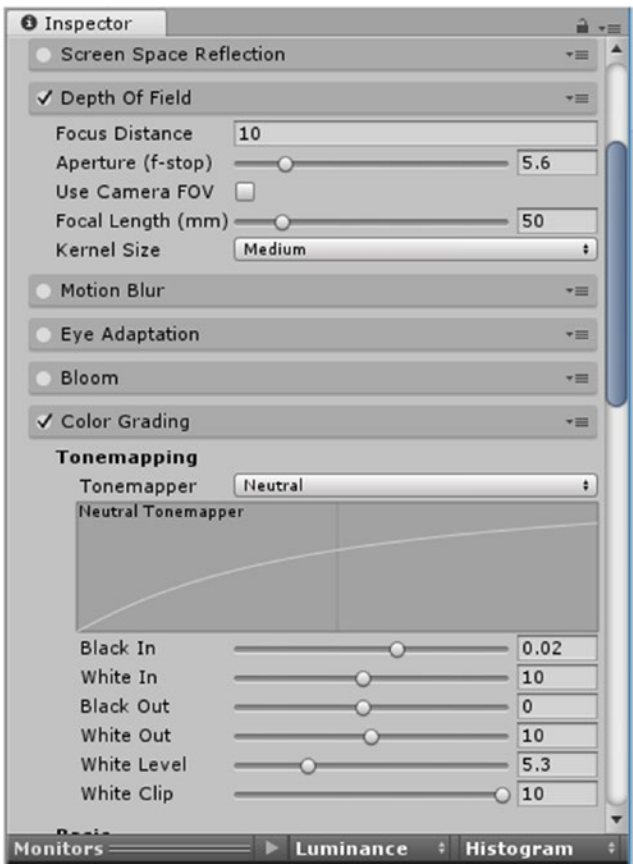 Inspector
Screen Space Reflection
Depth Of Field
Focus Distance 10
Aperture (f-stop) 5.6
Use Camera FOV
Focal Length (mm) 50
Kernel Size Medium
Motion Blur
Eye Adaptation
Bloom
Color Grading
Tonemapping
Tonemapper Neutral
Neutral Tonemapper
Black In 0.02
White In 10
Black Out 0
White Out 10
White Level 5.3
White Clip 10
Monitors Luminance Histogram